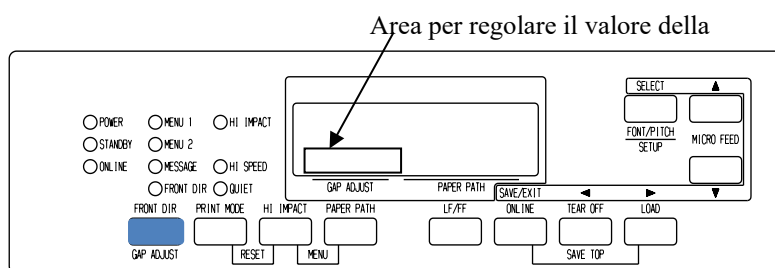 Area per regolare il valore della
SELECT ▲
POWER MENU 1 HI IMPACT
FONT/PITCH
SETUP
MICRO FEED
STANDBY MENU 2
ONLINE MESSAGE HI SPEED
FRONT DIR QUIET
GAP ADJUST PAPER PATH
SAVE/EXIT ◀ ▶ ▼
FRONT DIR PRINT MODE HI IMPACT PAPER PATH LF/FF ONLINE TEAR OFF LOAD
GAP ADJUST RESET MENU SAVE TOP